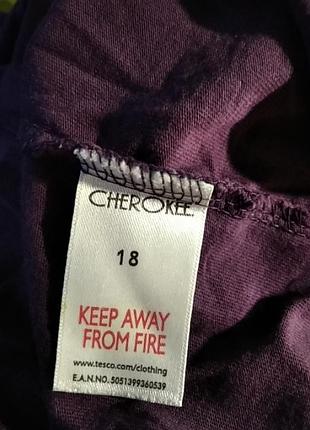 CHEROKEE
18
KEEP AWAY
FROM FIRE
www.tesco.com/clothing
E.A.N.NO. 5051399360539